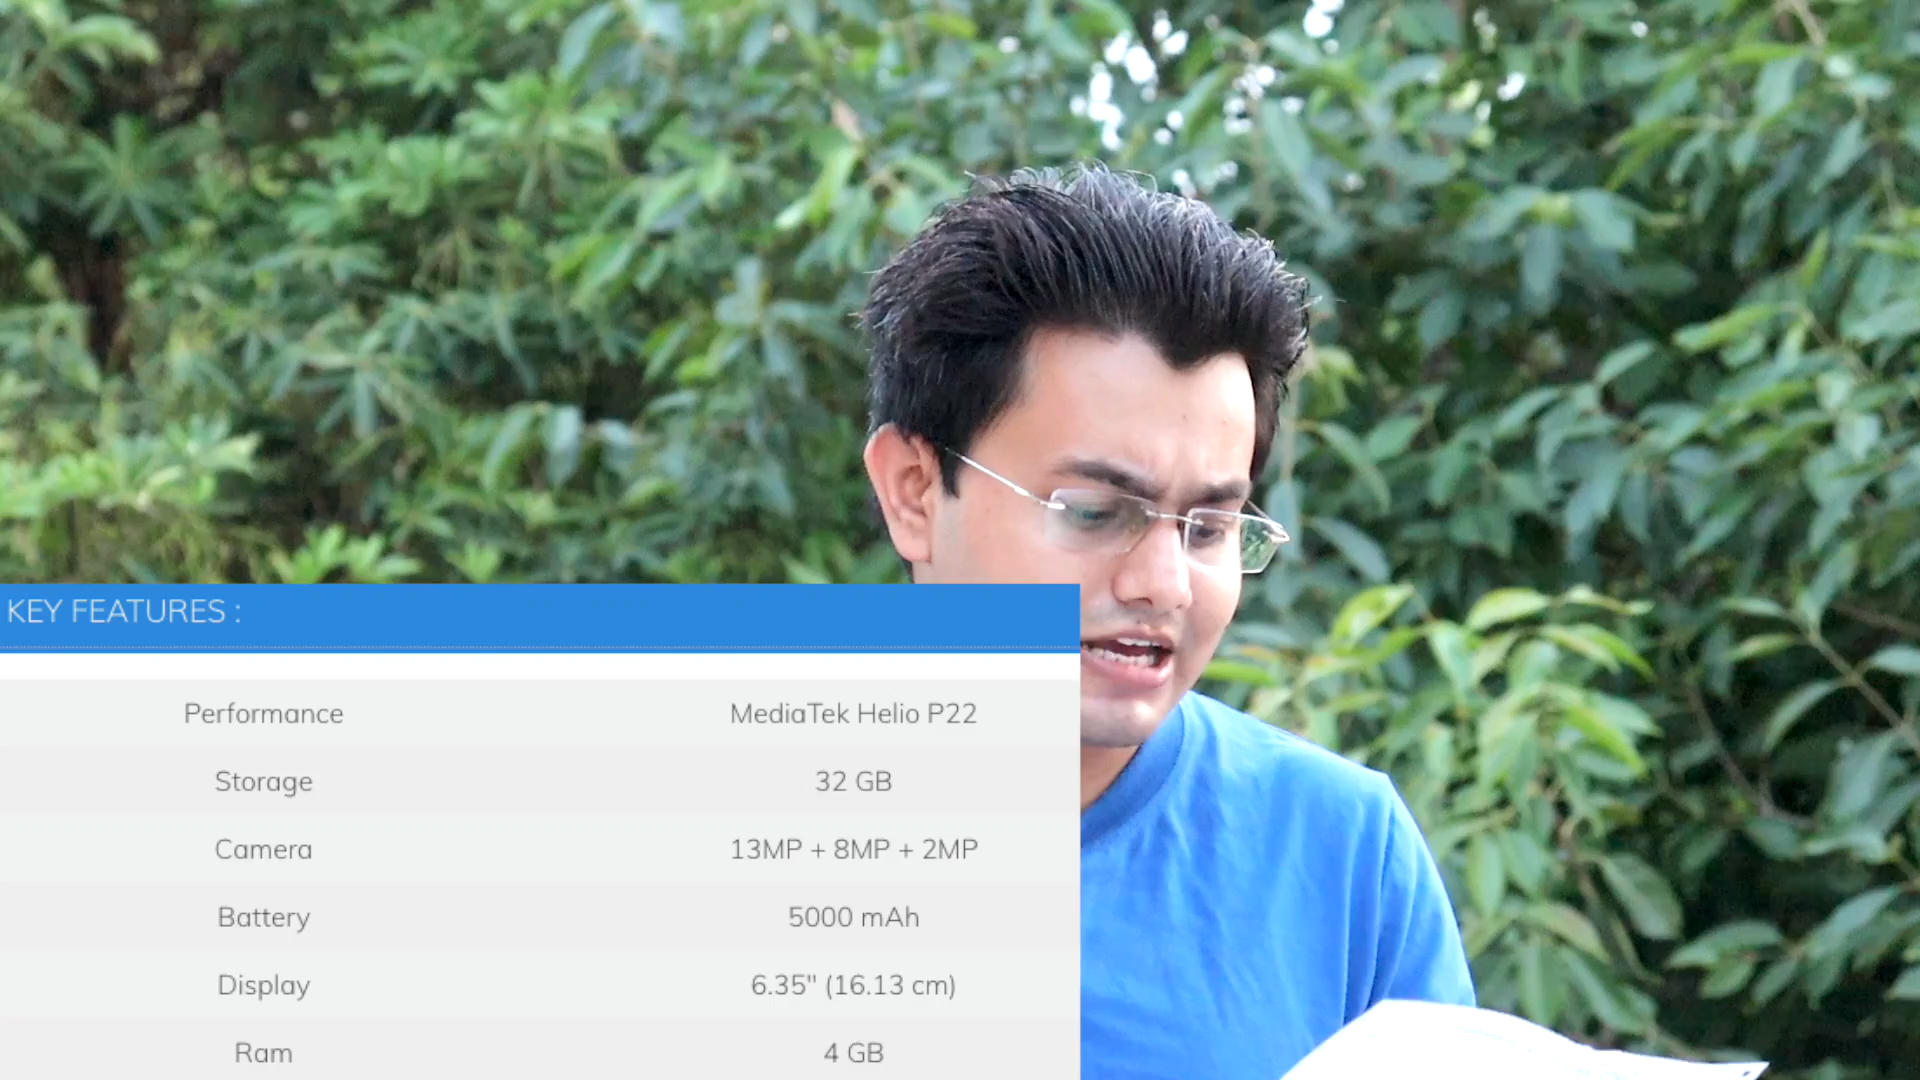 KEY FEATURES :
Performance MediaTek Helio P22
Storage 32 GB
Camera 13MP + 8MP + 2MP
Battery 5000 mAh
Display 6.35" (16.13 cm)
Ram 4 GB